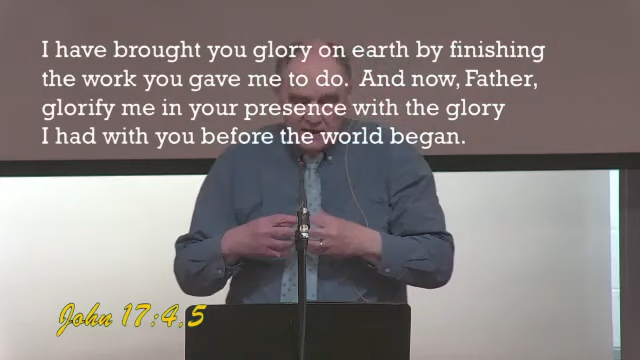 I have brought you glory on earth by finishing
the work you gave me to do.  And now, Father,
glorify me in your presence with the glory
I had with you before the world began.
John 17:4,5